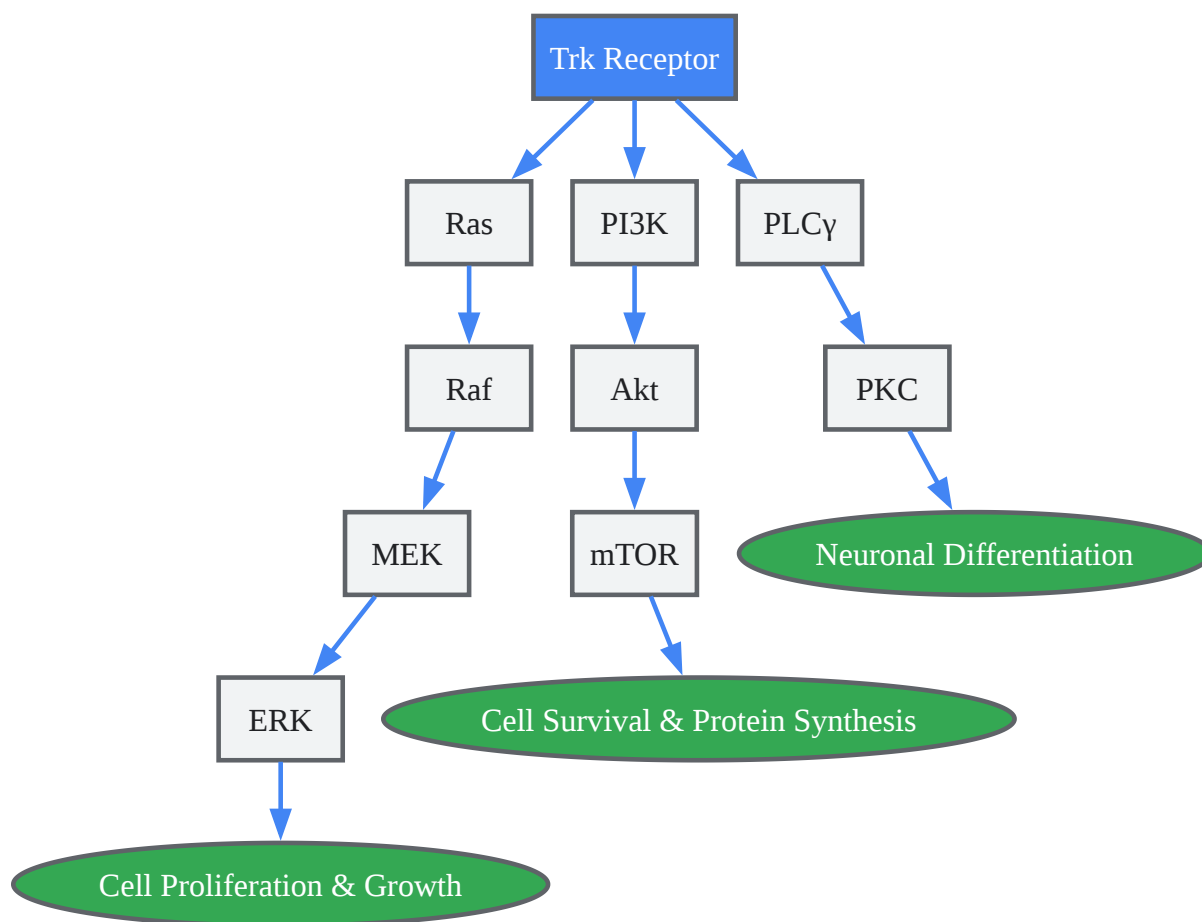 Trk Receptor
Ras
PI3K
PLCγ
Raf
Akt
PKC
MEK
mTOR
Neuronal Differentiation
ERK
Cell Survival & Protein Synthesis
Cell Proliferation & Growth